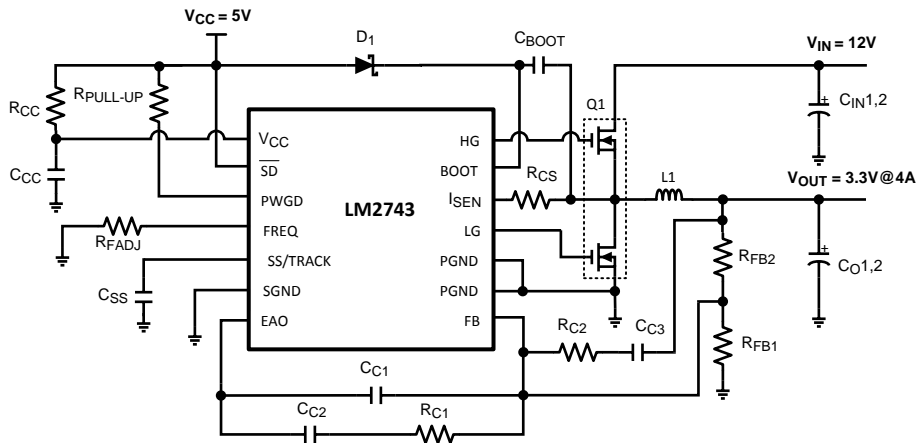 VCC = 5V
D1
CBOOT
VIN = 12V
RCC
RPULL-UP
Q1
CIN1,2
+
VCC
HG
CCC
SD
BOOT
RCS
L1
VOUT = 3.3V@4A
PWGD
LM2743
ISEN
FREQ
LG
RFADJ
SS/TRACK
PGND
RFB2
+
CO1,2
CSS
SGND
PGND
EAO
FB
RC2
CC3
RFB1
CC1
CC2
RC1